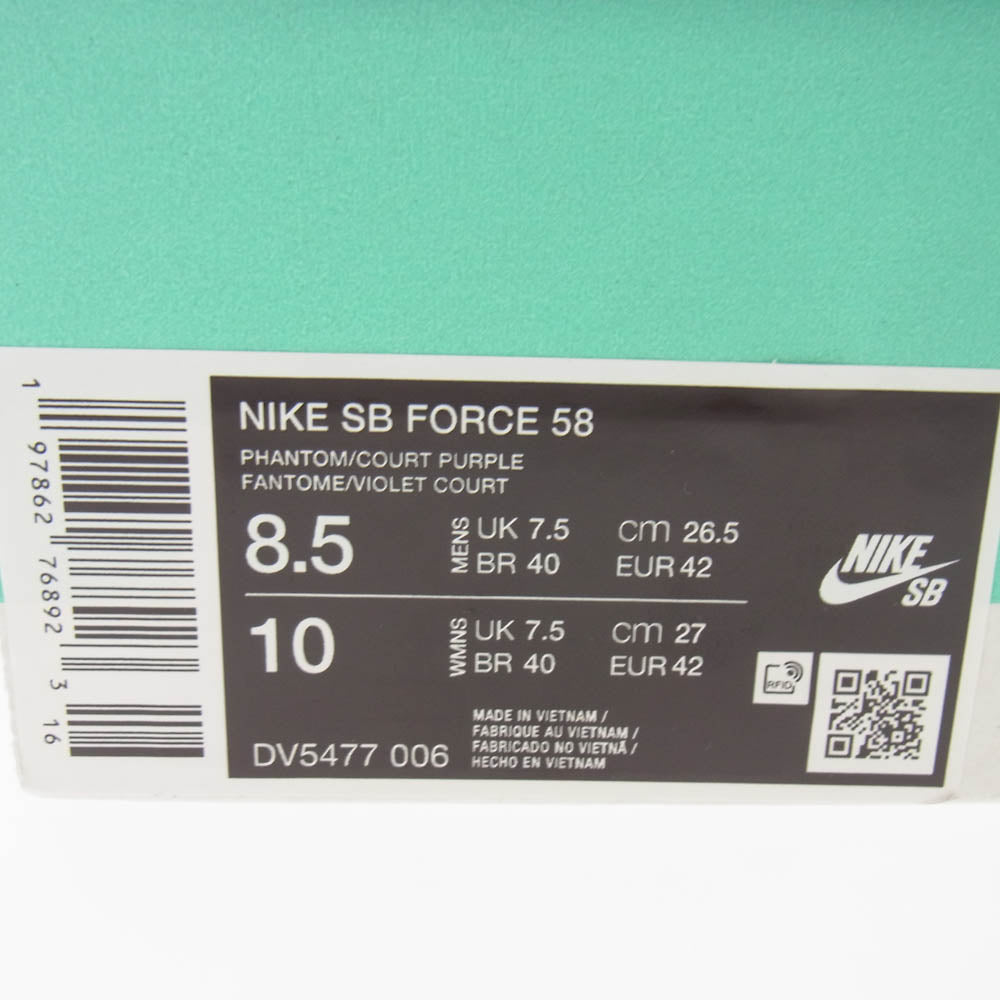 NIKE SB FORCE 58
PHANTOM/COURT PURPLE
FANTOME/VIOLET COURT
8.5 MENS UK 7.5 cm 26.5
BR 40 EUR 42
10 WMNS UK 7.5 cm 27
BR 40 EUR 42
DV5477 006
MADE IN VIETNAM /
FABRIQUE AU VIETNAM /
FABRICADO NO VIETNÃ /
HECHO EN VIETNAM
NIKE
SB
RFID
1 97862 76892 3 16